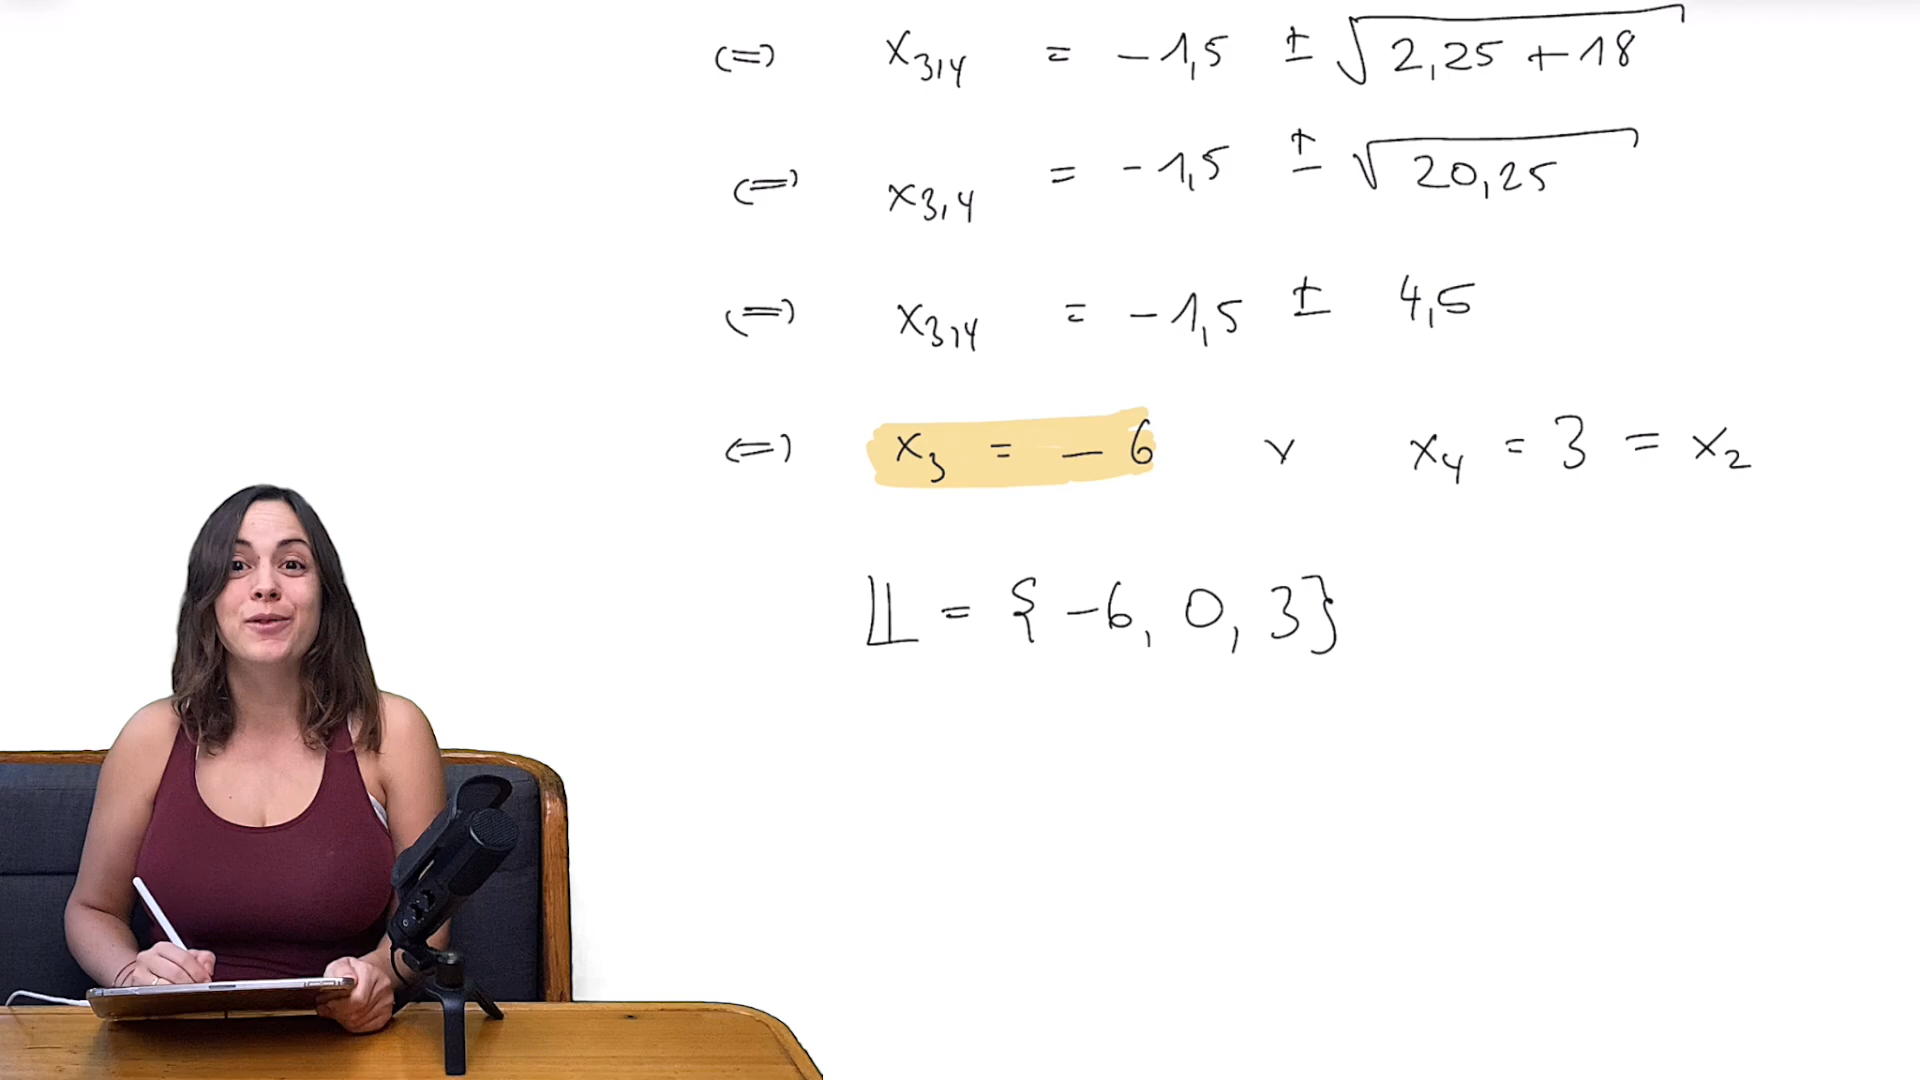 ⇔ x₃,₄ = −1,5 ± √(2,25 + 18)
⇔ x₃,₄ = −1,5 ± √(20,25)
⇔ x₃,₄ = −1,5 ± 4,5
⇔ x₃ = −6 ∨ x₄ = 3 = x₂
𝕃 = {−6, 0, 3}